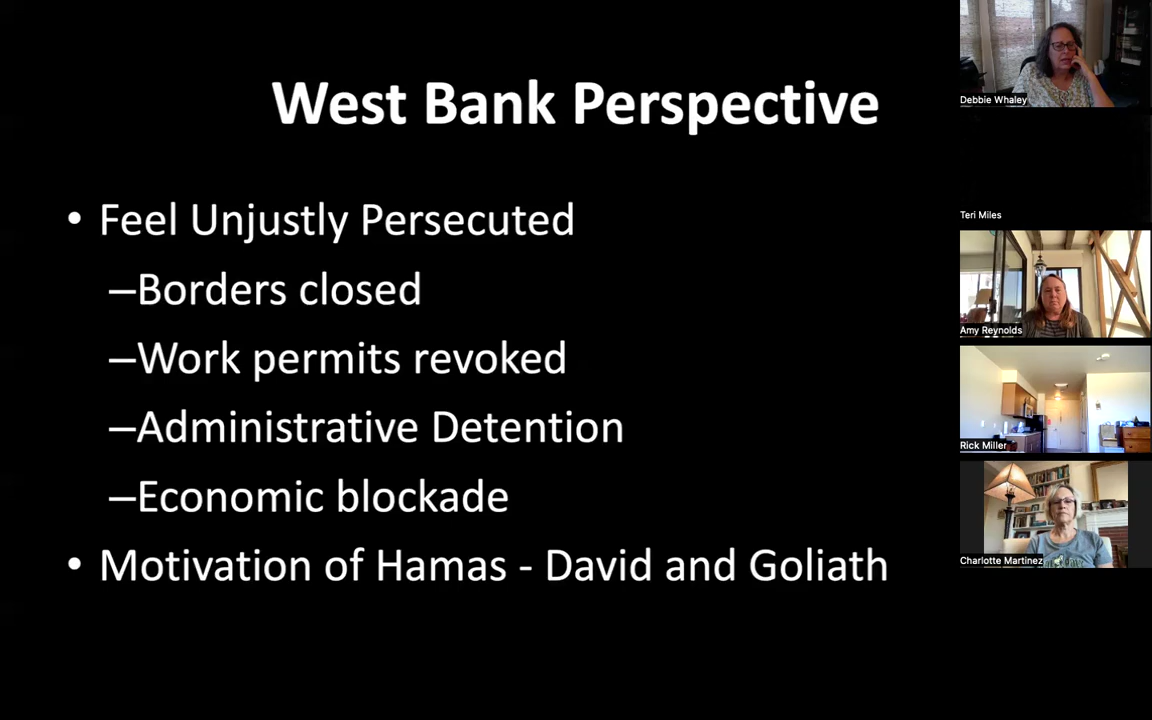 West Bank Perspective
• Feel Unjustly Persecuted
–Borders closed
–Work permits revoked
–Administrative Detention
–Economic blockade
• Motivation of Hamas - David and Goliath
Debbie Whaley
Teri Miles
Amy Reynolds
Rick Miller
Charlotte Martinez